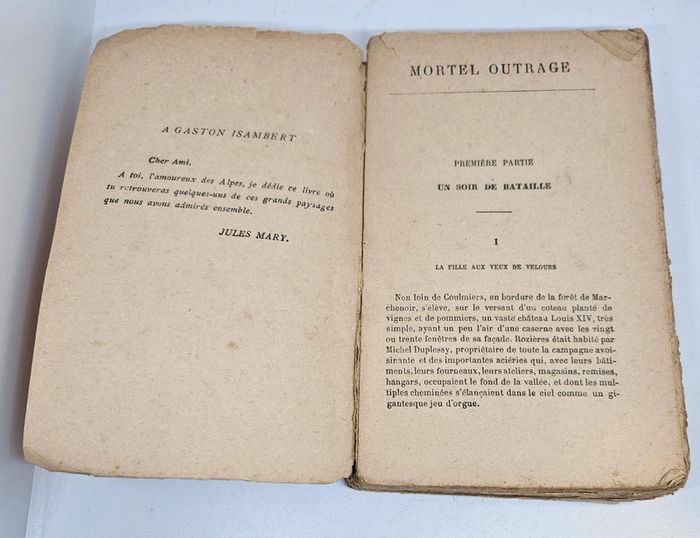 A GASTON ISAMBERT
Cher Ami,
A toi, l'amoureux des Alpes, je dédie ce livre où
tu retrouveras quelques-uns de ces grands paysages
que nous avons admirés ensemble.
JULES MARY.
MORTEL OUTRAGE
PREMIÈRE PARTIE
UN SOIR DE BATAILLE
I
LA FILLE AUX YEUX DE VELOURS
Non loin de Coulmiers, en bordure de la forêt de Mar-
chenoir, s'élève, sur le versant d'un coteau planté de
vignes et de pommiers, un vaste château Louis XIV, très
simple, ayant un peu l'air d'une caserne avec les vingt
ou trente fenêtres de sa façade. Rozières était habité par
Michel Duplessy, propriétaire de toute la campagne avoi-
sinante et des importantes aciéries qui, avec leurs bâti-
ments, leurs fourneaux, leurs ateliers, magasins, remises,
hangars, occupaient le fond de la vallée, et dont les mul-
tiples cheminées s'élançaient dans le ciel comme un gi-
gantesque jeu d'orgue.